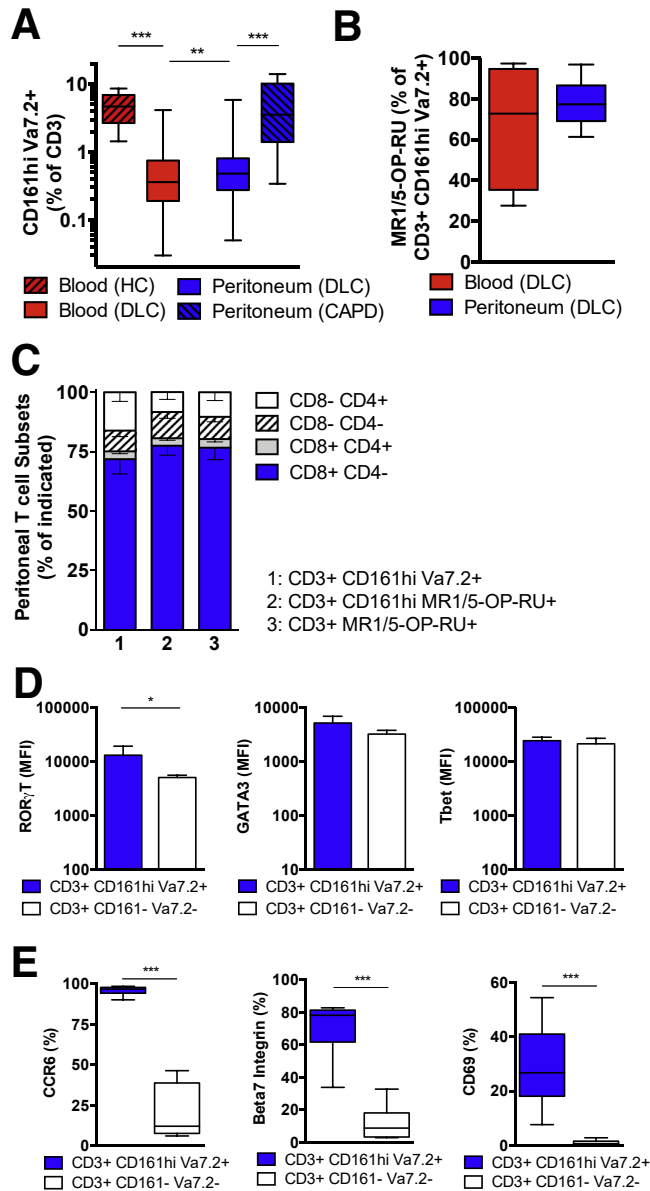 A
***
**
***
CD161hi Va7.2+
(% of CD3)
10
1
0.1
Blood (HC)
Peritoneum (DLC)
Blood (DLC)
Peritoneum (CAPD)
B
MR1/5-OP-RU (% of
CD3+ CD161hi Va7.2+)
100
80
60
40
20
0
Blood (DLC)
Peritoneum (DLC)
C
Peritoneal T cell Subsets
(% of indicated)
100
75
50
25
0
1 2 3
CD8- CD4+
CD8- CD4-
CD8+ CD4+
CD8+ CD4-
1: CD3+ CD161hi Va7.2+
2: CD3+ CD161hi MR1/5-OP-RU+
3: CD3+ MR1/5-OP-RU+
D
RORγT (MFI)
100000
10000
1000
100
*
CD3+ CD161hi Va7.2+
CD3+ CD161- Va7.2-
GATA3 (MFI)
10000
1000
100
10
CD3+ CD161hi Va7.2+
CD3+ CD161- Va7.2-
Tbet (MFI)
100000
10000
1000
100
CD3+ CD161hi Va7.2+
CD3+ CD161- Va7.2-
E
CCR6 (%)
100
75
50
25
0
***
CD3+ CD161hi Va7.2+
CD3+ CD161- Va7.2-
Beta7 Integrin (%)
100
80
60
40
20
0
***
CD3+ CD161hi Va7.2+
CD3+ CD161- Va7.2-
CD69 (%)
60
40
20
0
***
CD3+ CD161hi Va7.2+
CD3+ CD161- Va7.2-